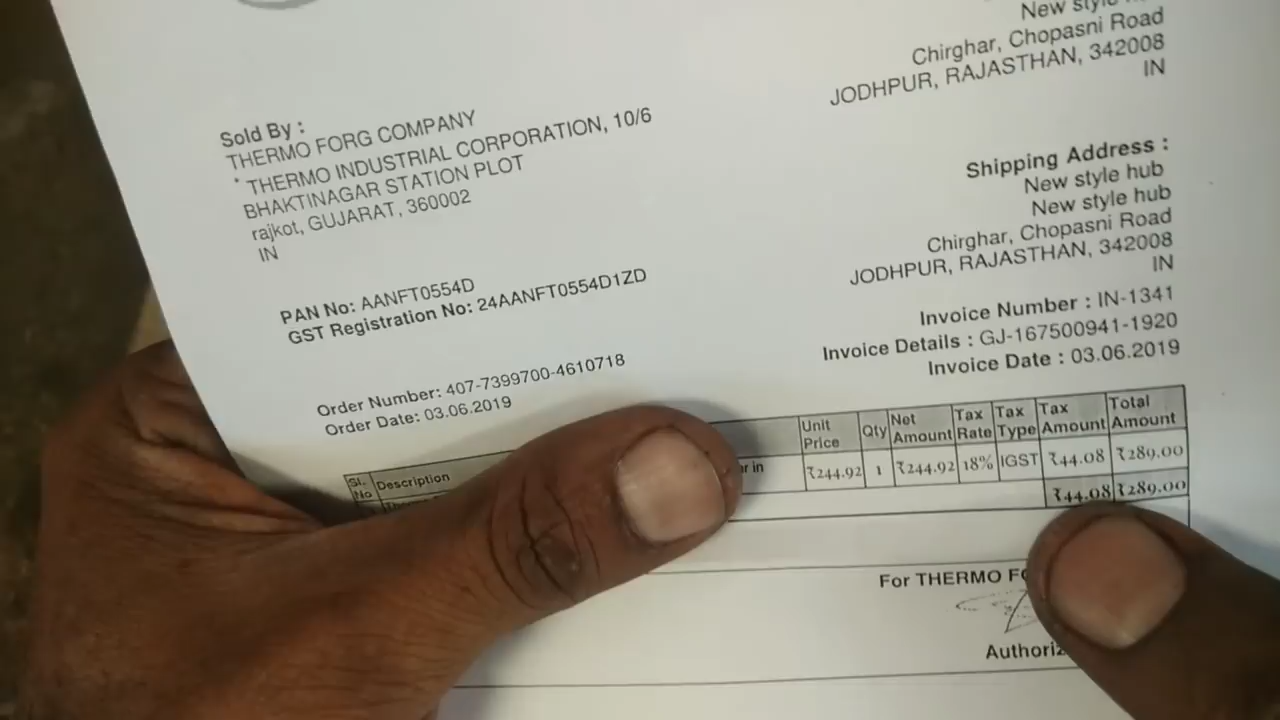 New style
Chirghar, Chopasni Road
JODHPUR, RAJASTHAN, 342008
IN
Sold By :
THERMO FORG COMPANY
* THERMO INDUSTRIAL CORPORATION, 10/6
BHAKTINAGAR STATION PLOT
rajkot, GUJARAT, 360002
IN
Shipping Address :
New style hub
New style hub
Chirghar, Chopasni Road
JODHPUR, RAJASTHAN, 342008
IN
PAN No: AANFT0554D
GST Registration No: 24AANFT0554D1ZD
Invoice Number : IN-1341
Invoice Details : GJ-167500941-1920
Invoice Date : 03.06.2019
Order Number: 407-7399700-4610718
Order Date: 03.06.2019
Sl. No Description Unit Price Qty Net Amount Tax Rate Tax Type Tax Amount Total Amount
in ₹244.92 1 ₹244.92 18% IGST ₹44.08 ₹289.00
₹44.08 ₹289.00
For THERMO